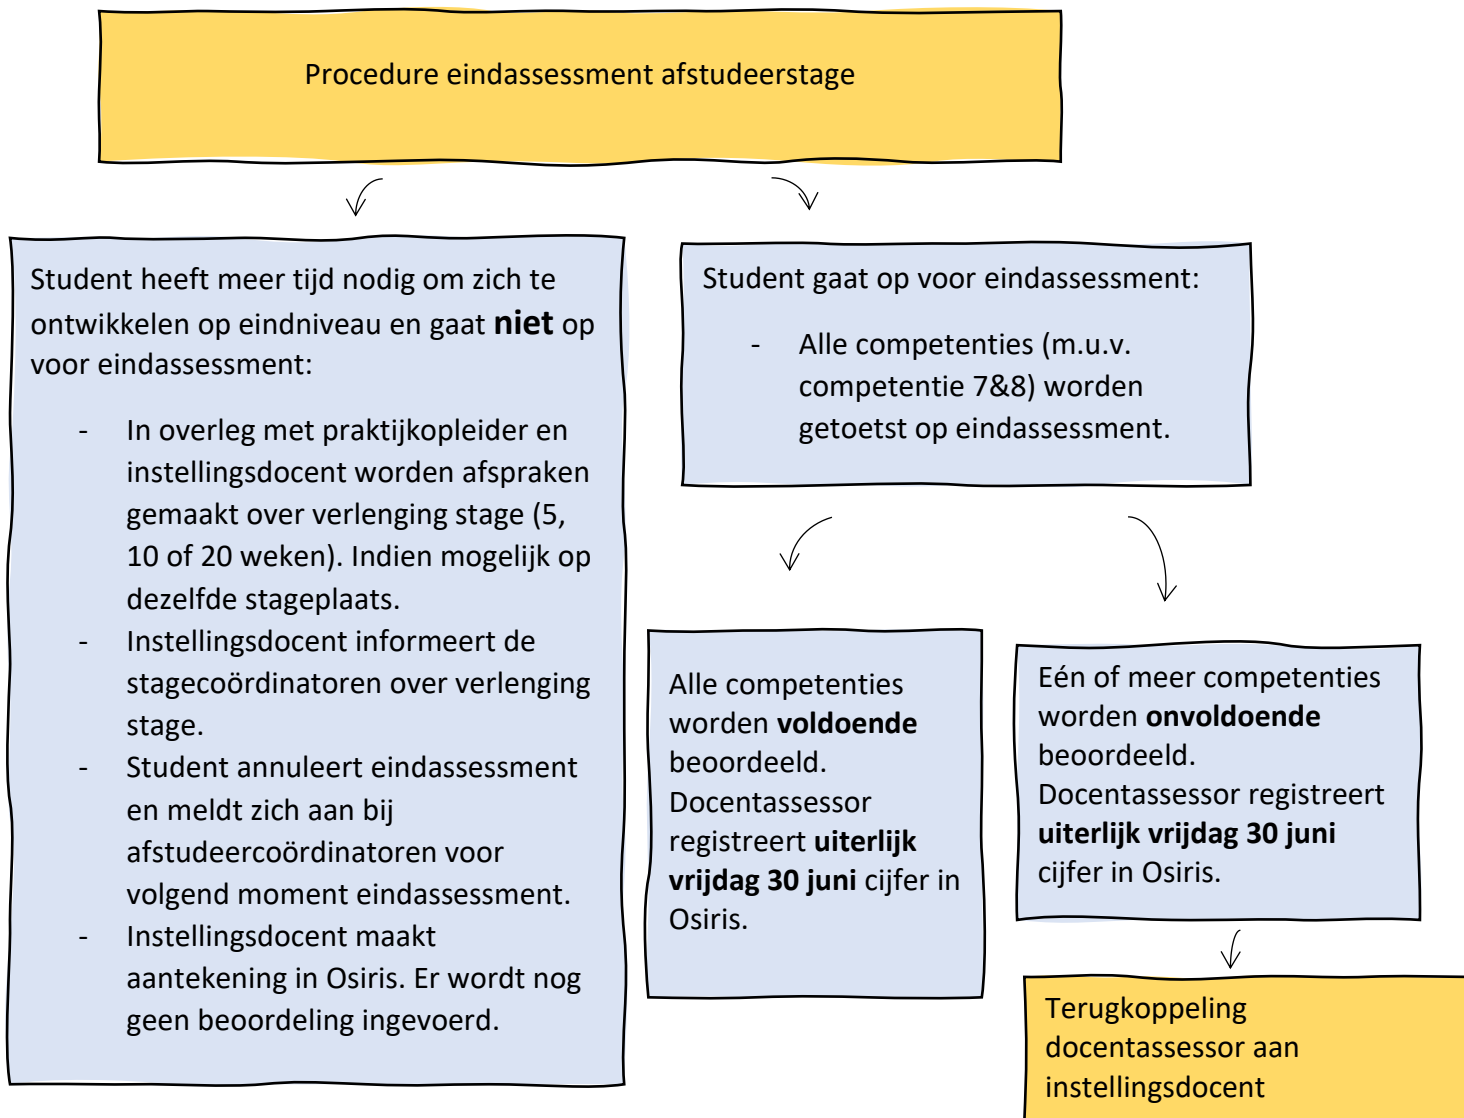 Procedure eindassessment afstudeerstage
Student heeft meer tijd nodig om zich te
ontwikkelen op eindniveau en gaat niet op
voor eindassessment:
- In overleg met praktijkopleider en
instellingsdocent worden afspraken
gemaakt over verlenging stage (5,
10 of 20 weken). Indien mogelijk op
dezelfde stageplaats.
- Instellingsdocent informeert de
stagecoördinatoren over verlenging
stage.
- Student annuleert eindassessment
en meldt zich aan bij
afstudeercoördinatoren voor
volgend moment eindassessment.
- Instellingsdocent maakt
aantekening in Osiris. Er wordt nog
geen beoordeling ingevoerd.
Student gaat op voor eindassessment:
- Alle competenties (m.u.v.
competentie 7&8) worden
getoetst op eindassessment.
Alle competenties
worden voldoende
beoordeeld.
Docentassessor
registreert uiterlijk
vrijdag 30 juni cijfer in
Osiris.
Eén of meer competenties
worden onvoldoende
beoordeeld.
Docentassessor registreert
uiterlijk vrijdag 30 juni
cijfer in Osiris.
Terugkoppeling
docentassessor aan
instellingsdocent